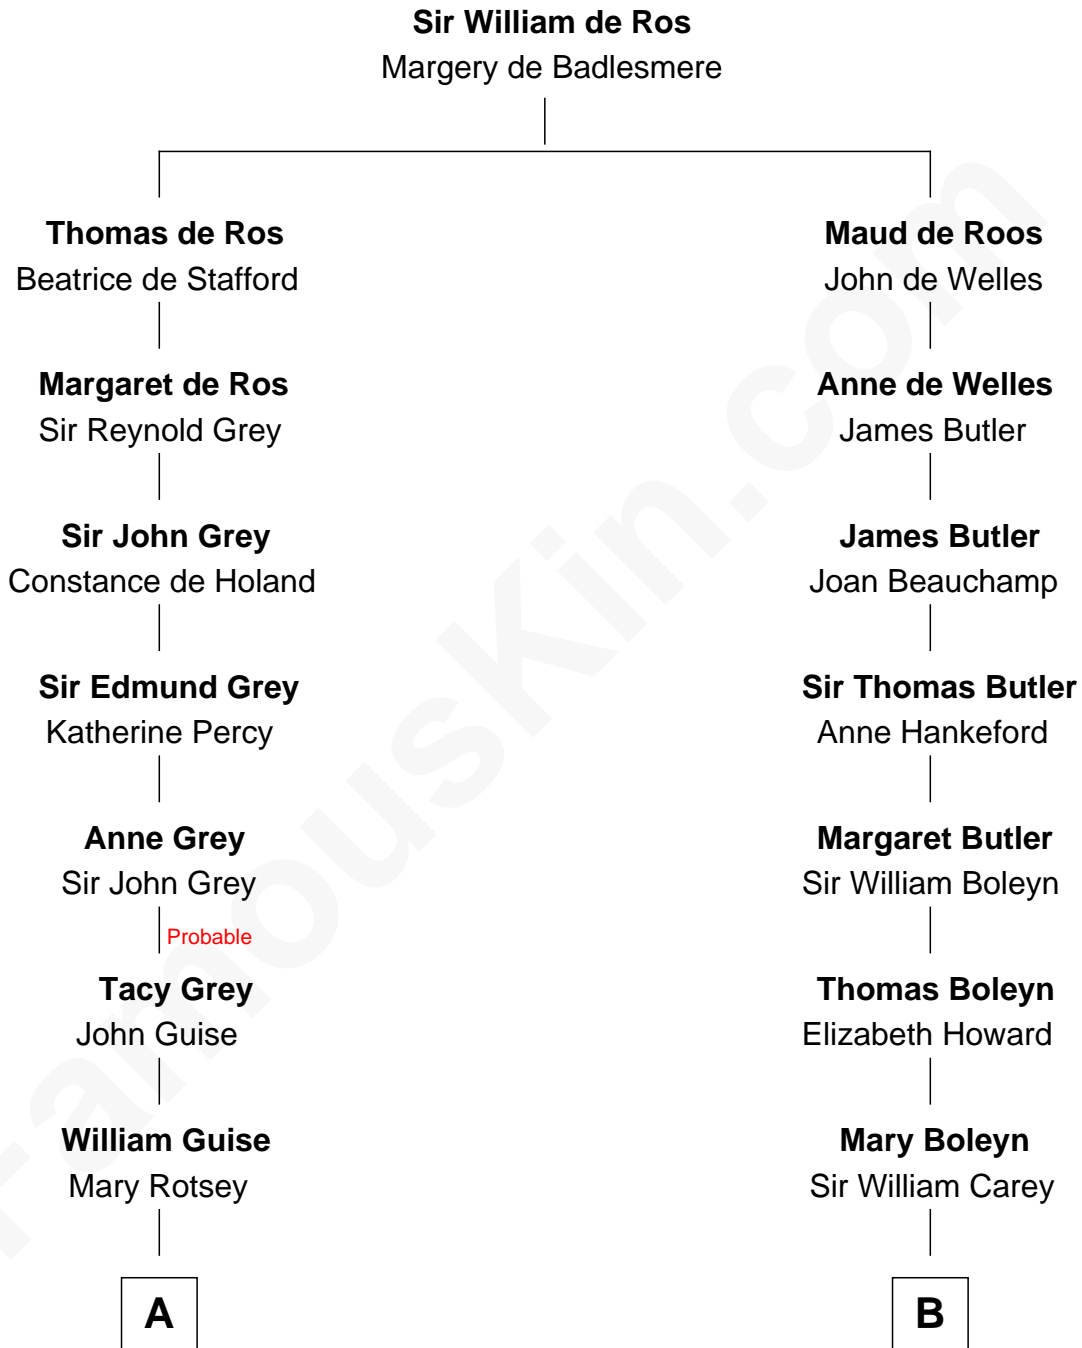 Sir William de Ros
Margery de Badlesmere
Thomas de Ros
Beatrice de Stafford
Margaret de Ros
Sir Reynold Grey
Sir John Grey
Constance de Holand
Sir Edmund Grey
Katherine Percy
Anne Grey
Sir John Grey
Probable
Tacy Grey
John Guise
William Guise
Mary Rotsey
A
Maud de Roos
John de Welles
Anne de Welles
James Butler
James Butler
Joan Beauchamp
Sir Thomas Butler
Anne Hankeford
Margaret Butler
Sir William Boleyn
Thomas Boleyn
Elizabeth Howard
Mary Boleyn
Sir William Carey
B
FamousKin.com